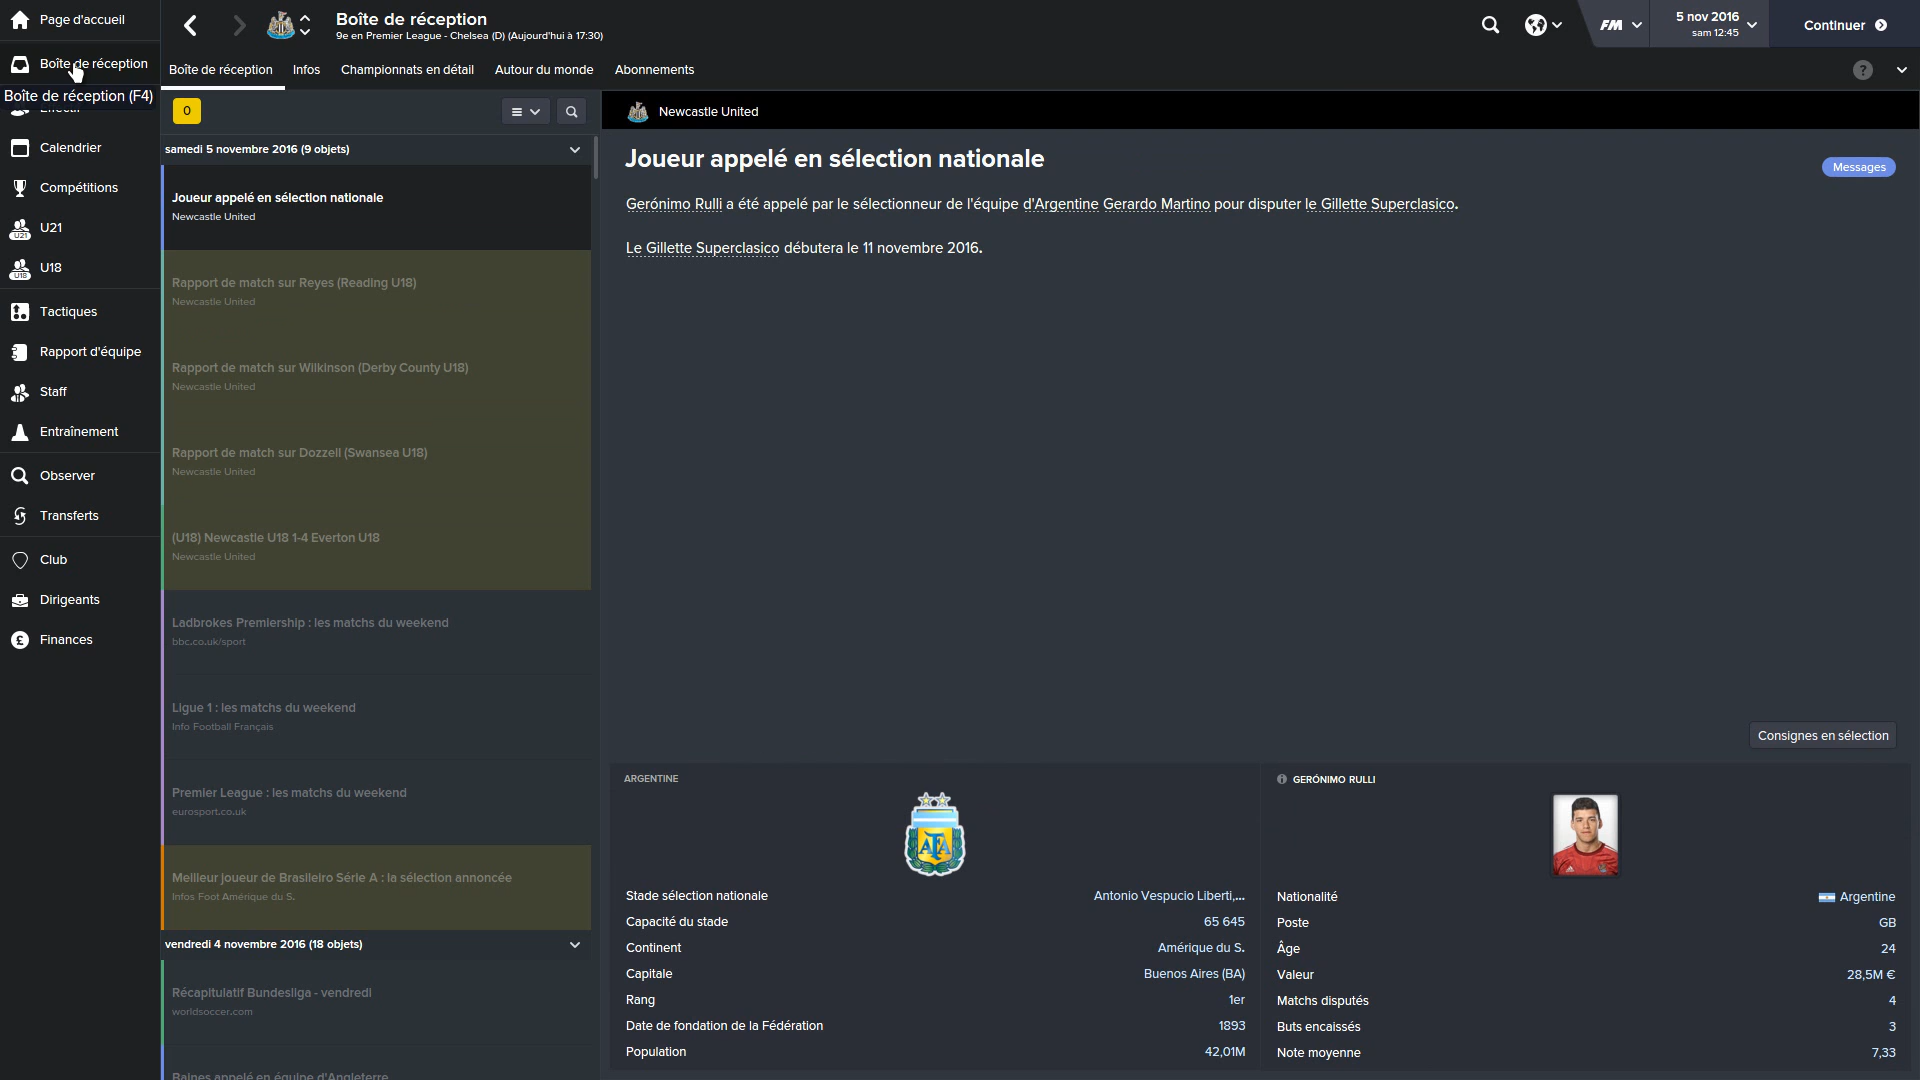 Page d'accueil
Boîte de réception
Boîte de réception (F4)
Effectif
Calendrier
Compétitions
U21
U21
U18
U18
Tactiques
Rapport d'équipe
Staff
Entraînement
Observer
Transferts
Club
Dirigeants
Finances
Boîte de réception
9e en Premier League - Chelsea (D) (Aujourd'hui à 17:30)
FM
5 nov 2016
sam 12:45
Continuer
Boîte de réception
Infos
Championnats en détail
Autour du monde
Abonnements
?
0
samedi 5 novembre 2016 (9 objets)
Joueur appelé en sélection nationale
Newcastle United
Rapport de match sur Reyes (Reading U18)
Newcastle United
Rapport de match sur Wilkinson (Derby County U18)
Newcastle United
Rapport de match sur Dozzell (Swansea U18)
Newcastle United
(U18) Newcastle U18 1-4 Everton U18
Newcastle United
Ladbrokes Premiership : les matchs du weekend
bbc.co.uk/sport
Ligue 1 : les matchs du weekend
Info Football Français
Premier League : les matchs du weekend
eurosport.co.uk
Meilleur joueur de Brasileiro Série A : la sélection annoncée
Infos Foot Amérique du S.
vendredi 4 novembre 2016 (18 objets)
Récapitulatif Bundesliga - vendredi
worldsoccer.com
Baines appelé en équipe d'Angleterre
Newcastle United
Joueur appelé en sélection nationale
Messages
Gerónimo Rulli a été appelé par le sélectionneur de l'équipe d'Argentine Gerardo Martino pour disputer le Gillette Superclasico.
Le Gillette Superclasico débutera le 11 novembre 2016.
Consignes en sélection
ARGENTINE
AFA
Stade sélection nationale Antonio Vespucio Liberti,...
Capacité du stade 65 645
Continent Amérique du S.
Capitale Buenos Aires (BA)
Rang 1er
Date de fondation de la Fédération 1893
Population 42,01M
GERÓNIMO RULLI
Nationalité Argentine
Poste GB
Âge 24
Valeur 28,5M €
Matchs disputés 4
Buts encaissés 3
Note moyenne 7,33